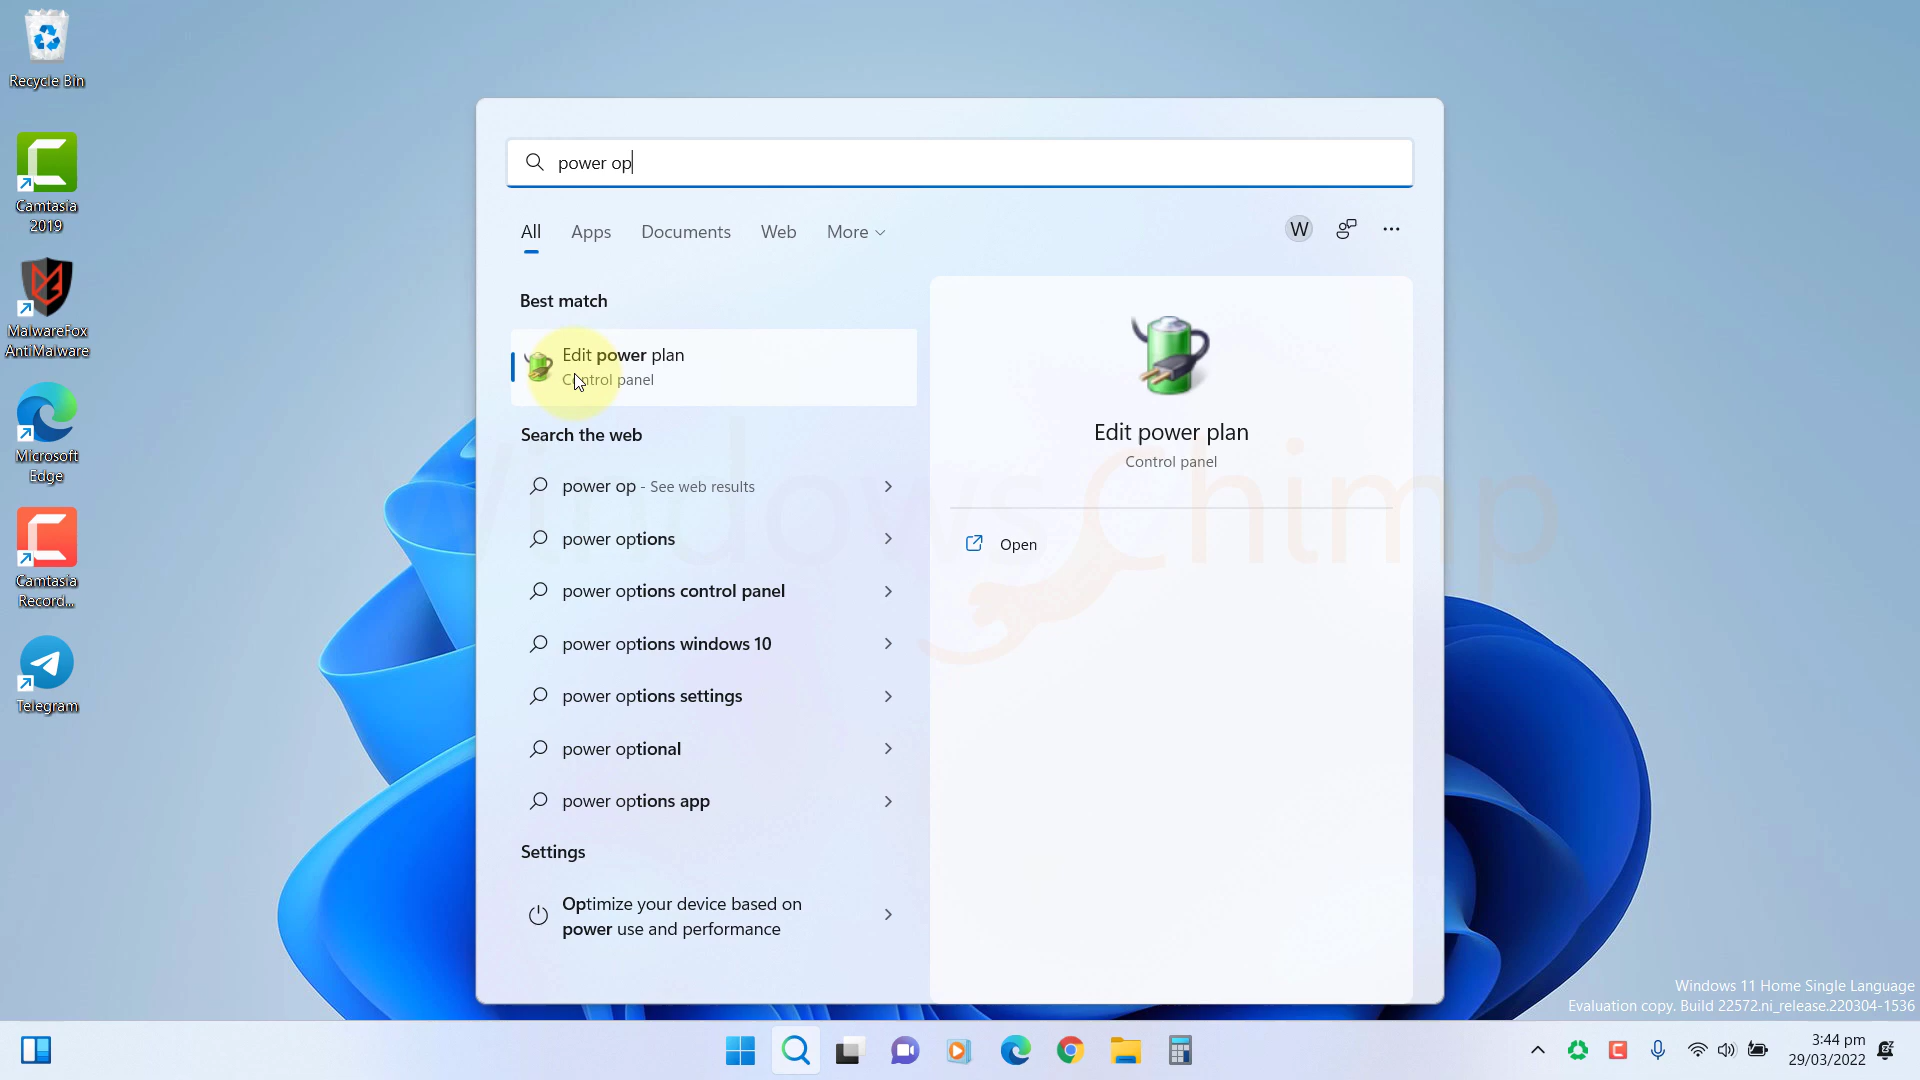 Recycle Bin
Camtasia
2019
MalwareFox
AntiMalware
Microsoft
Edge
Camtasia
Record...
Telegram
power op
All
Apps
Documents
Web
More
W
Best match
Edit power plan
Control panel
Search the web
power op - See web results
power options
power options control panel
power options windows 10
power options settings
power optional
power options app
Settings
Optimize your device based on
power use and performance
Edit power plan
Control panel
Open
WindowsChimp
Windows 11 Home Single Language
Evaluation copy. Build 22572.ni_release.220304-1536
3:44 pm
29/03/2022